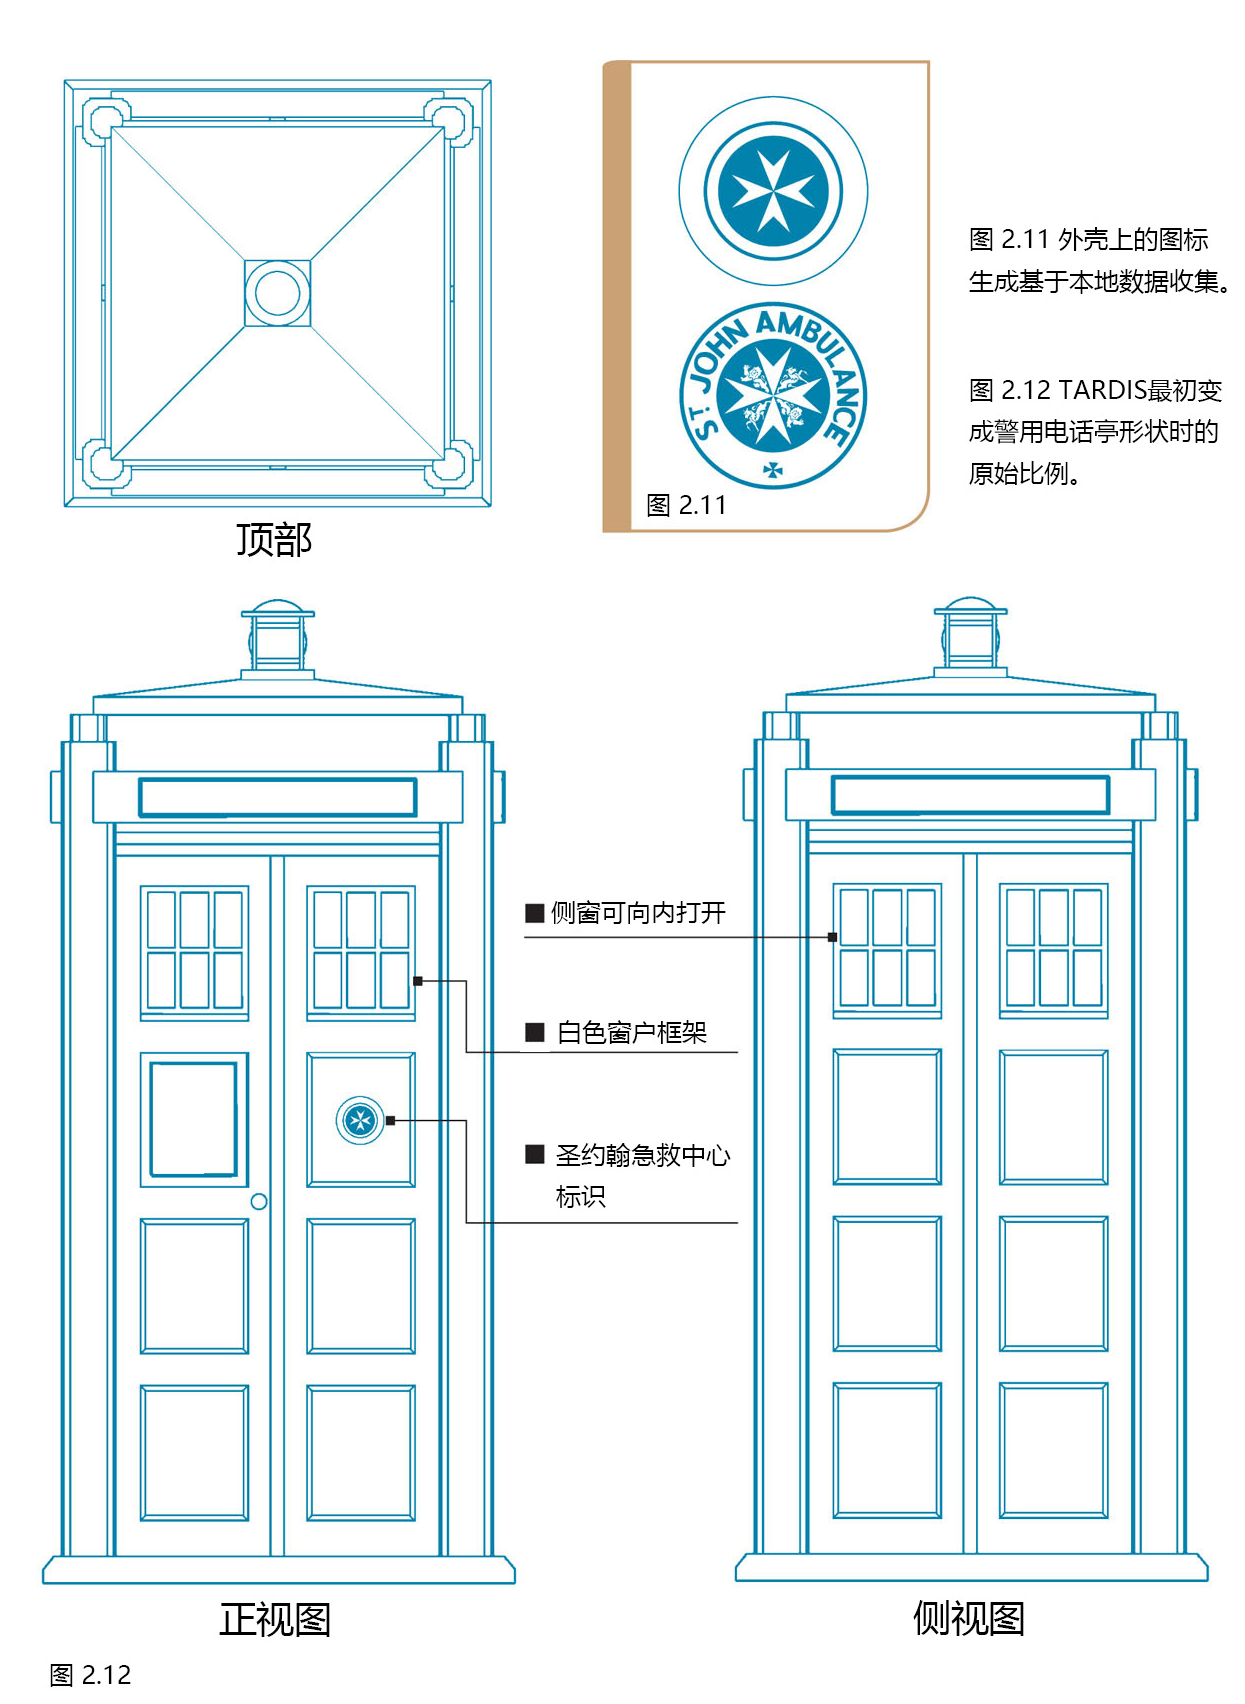 图 2.11 外壳上的图标
生成基于本地数据收集。
图 2.12 TARDIS最初变
成警用电话亭形状时的
原始比例。
ST JOHN AMBULANCE
图 2.11
顶部
■侧窗可向内打开
■ 白色窗户框架
■ 圣约翰急救中心
标识
正视图
侧视图
图 2.12